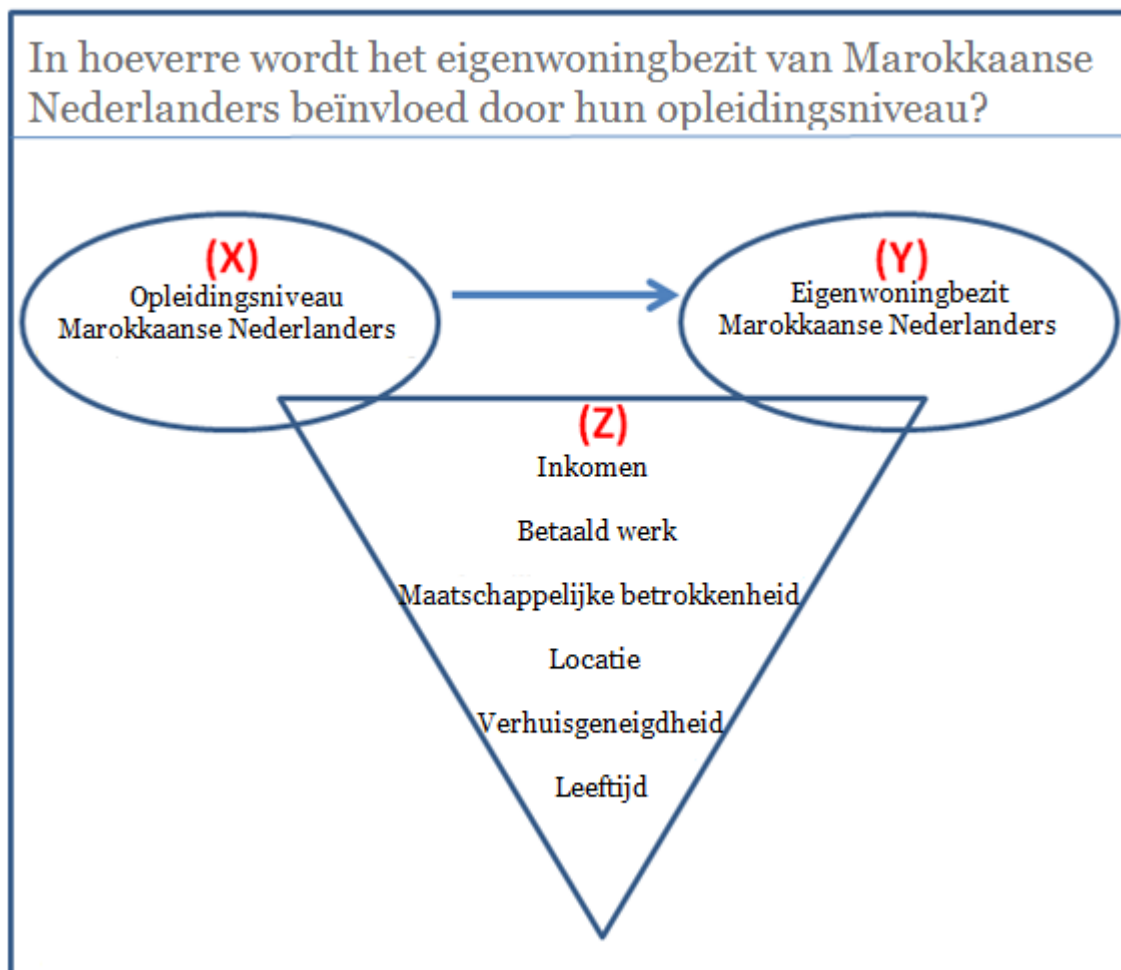 In hoeverre wordt het eigenwoningbezit van Marokkaanse
Nederlanders beïnvloed door hun opleidingsniveau?
(X)
Opleidingsniveau
Marokkaanse Nederlanders
(Y)
Eigenwoningbezit
Marokkaanse Nederlanders
(Z)
Inkomen
Betaald werk
Maatschappelijke betrokkenheid
Locatie
Verhuisgeneigdheid
Leeftijd